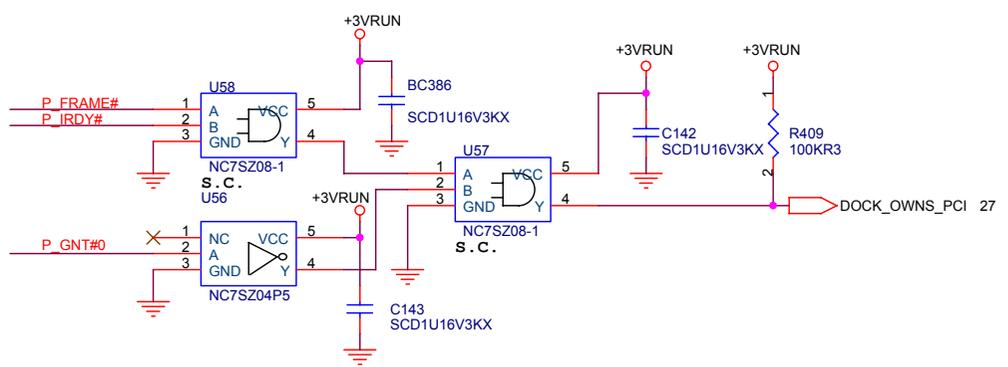 +3VRUN
+3VRUN
+3VRUN
U58
P_FRAME#
1
A
VCC
5
P_IRDY#
2
B
3
GND
Y
4
NC7SZ08-1
S.C.
BC386
SCD1U16V3KX
U57
1
A
VCC
5
2
B
3
GND
Y
4
NC7SZ08-1
S.C.
C142
SCD1U16V3KX
1
R409
100KR3
2
DOCK_OWNS_PCI 27
U56
+3VRUN
1
NC
VCC
5
P_GNT#0
2
A
3
GND
Y
4
NC7SZ04P5
C143
SCD1U16V3KX